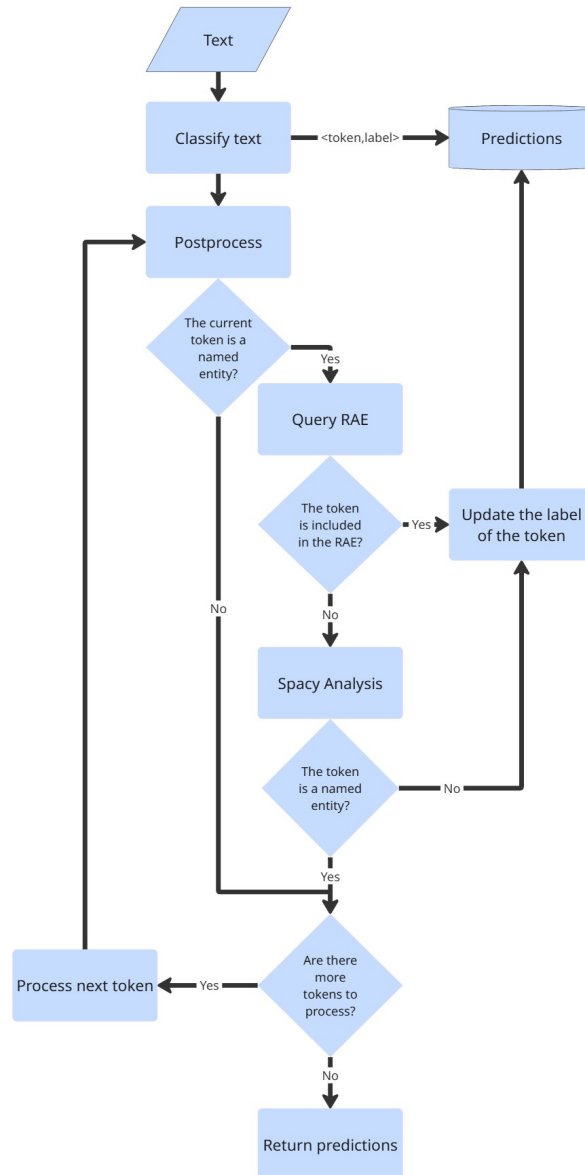 Text
Classify text
<token,label>
Predictions
Postprocess
The current
token is a
named
entity?
Yes
Query RAE
The token
is included
in the RAE?
Yes
Update the label
of the token
No
No
Spacy Analysis
The token
is a named
entity?
No
Yes
Are there
more
tokens to
process?
Yes
Process next token
No
Return predictions